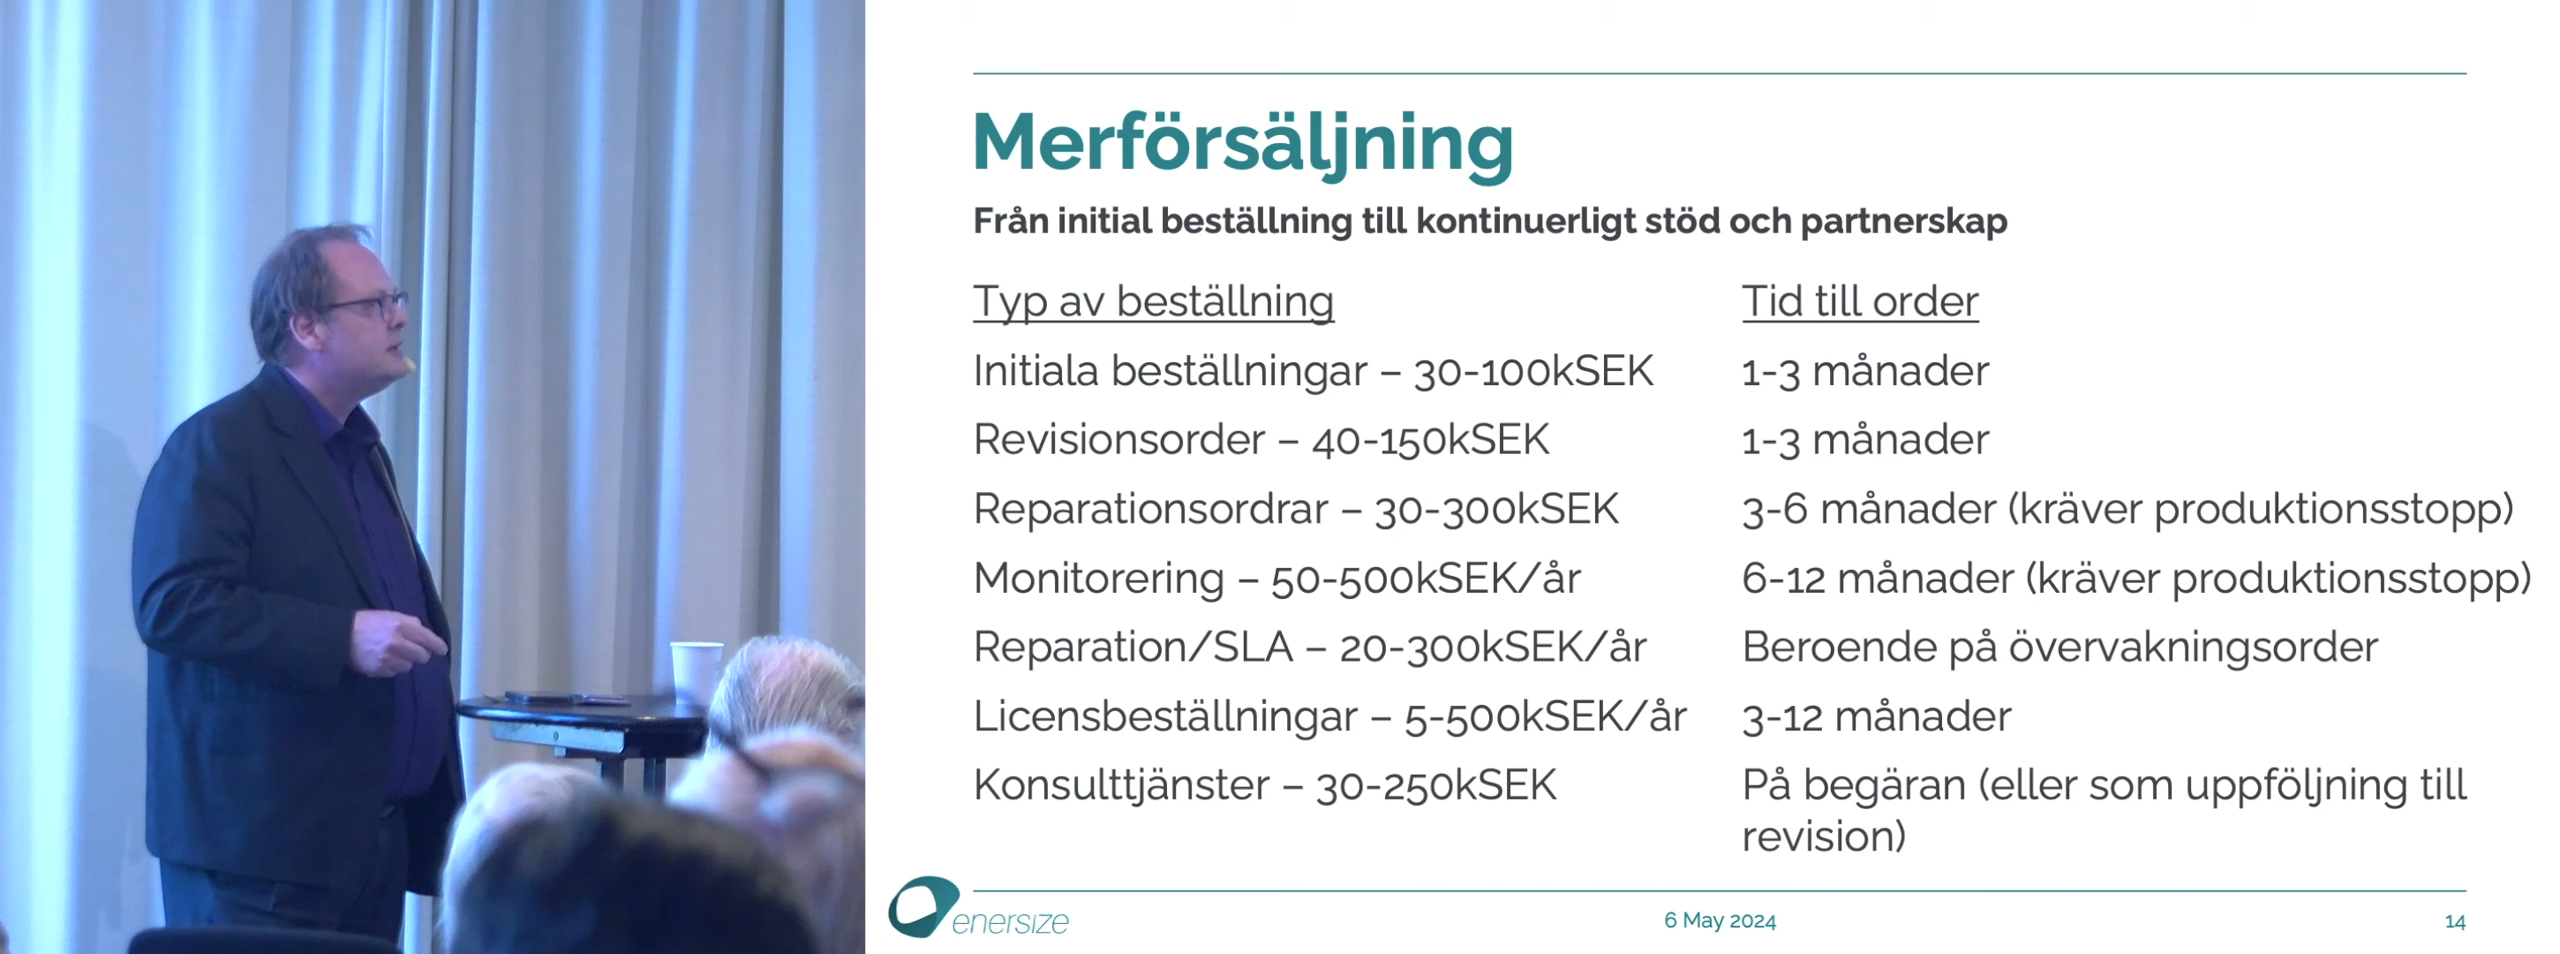 Merförsäljning
Från initial beställning till kontinuerligt stöd och partnerskap
Typ av beställning
Tid till order
Initiala beställningar – 30-100kSEK
1-3 månader
Revisionsorder – 40-150kSEK
1-3 månader
Reparationsordrar – 30-300kSEK
3-6 månader (kräver produktionsstopp)
Monitorering – 50-500kSEK/år
6-12 månader (kräver produktionsstopp)
Reparation/SLA – 20-300kSEK/år
Beroende på övervakningsorder
Licensbeställningar – 5-500kSEK/år
3-12 månader
Konsulttjänster – 30-250kSEK
På begäran (eller som uppföljning till
revision)
enersize
6 May 2024
14